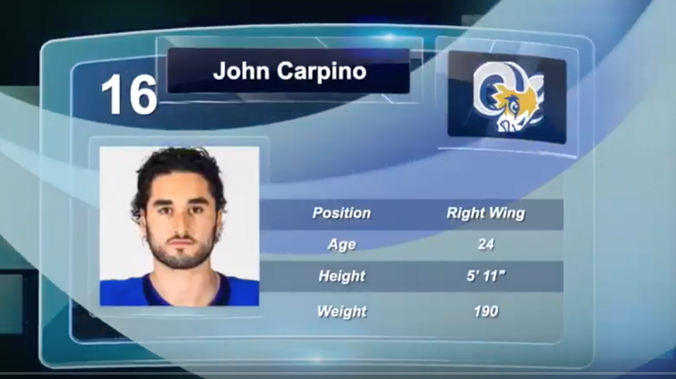 16
John Carpino
Position Right Wing
Age 24
Height 5' 11"
Weight 190